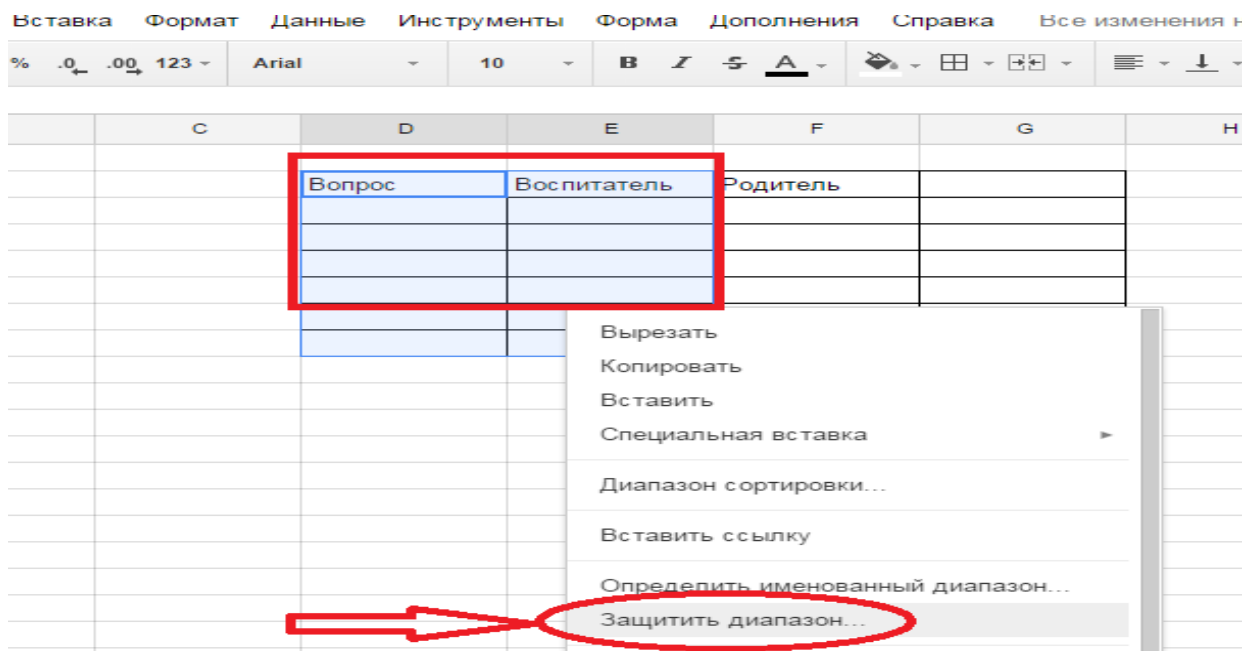 Вставка Формат Данные Инструменты Форма Дополнения Справка Все изменения н
% .0 .00 123 Arial 10 B I S A
C D E F G H
Вопрос Воспитатель Родитель
Вырезать
Копировать
Вставить
Специальная вставка
Диапазон сортировки...
Вставить ссылку
Определить именованный диапазон...
Защитить диапазон...